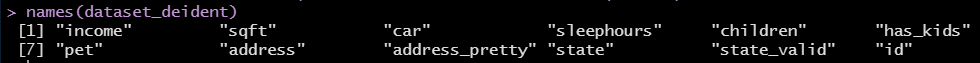 > names(dataset_deident)
[1] "income" "sqft" "car" "sleephours" "children" "has_kids"
[7] "pet" "address" "address_pretty" "state" "state_valid" "id"